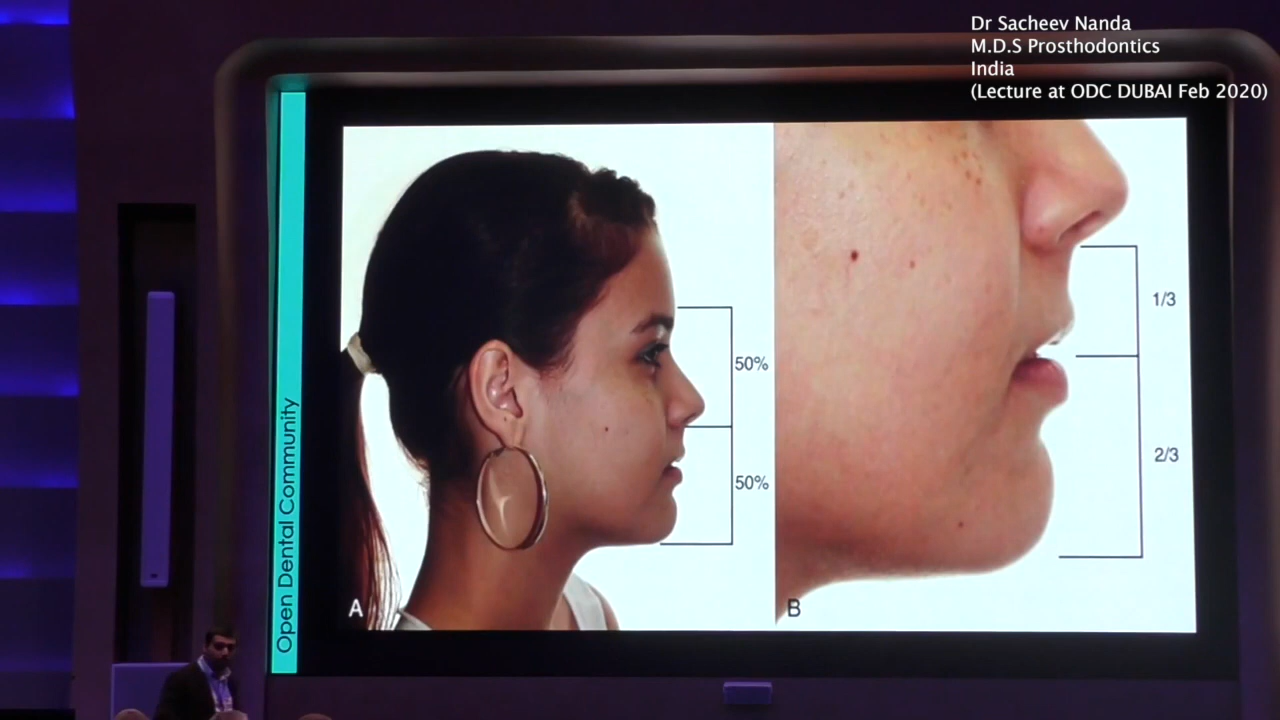 Dr Sacheev Nanda
M.D.S Prosthodontics
India
(Lecture at ODC DUBAI Feb 2020)
Open Dental Community
50%
50%
A
1/3
2/3
B